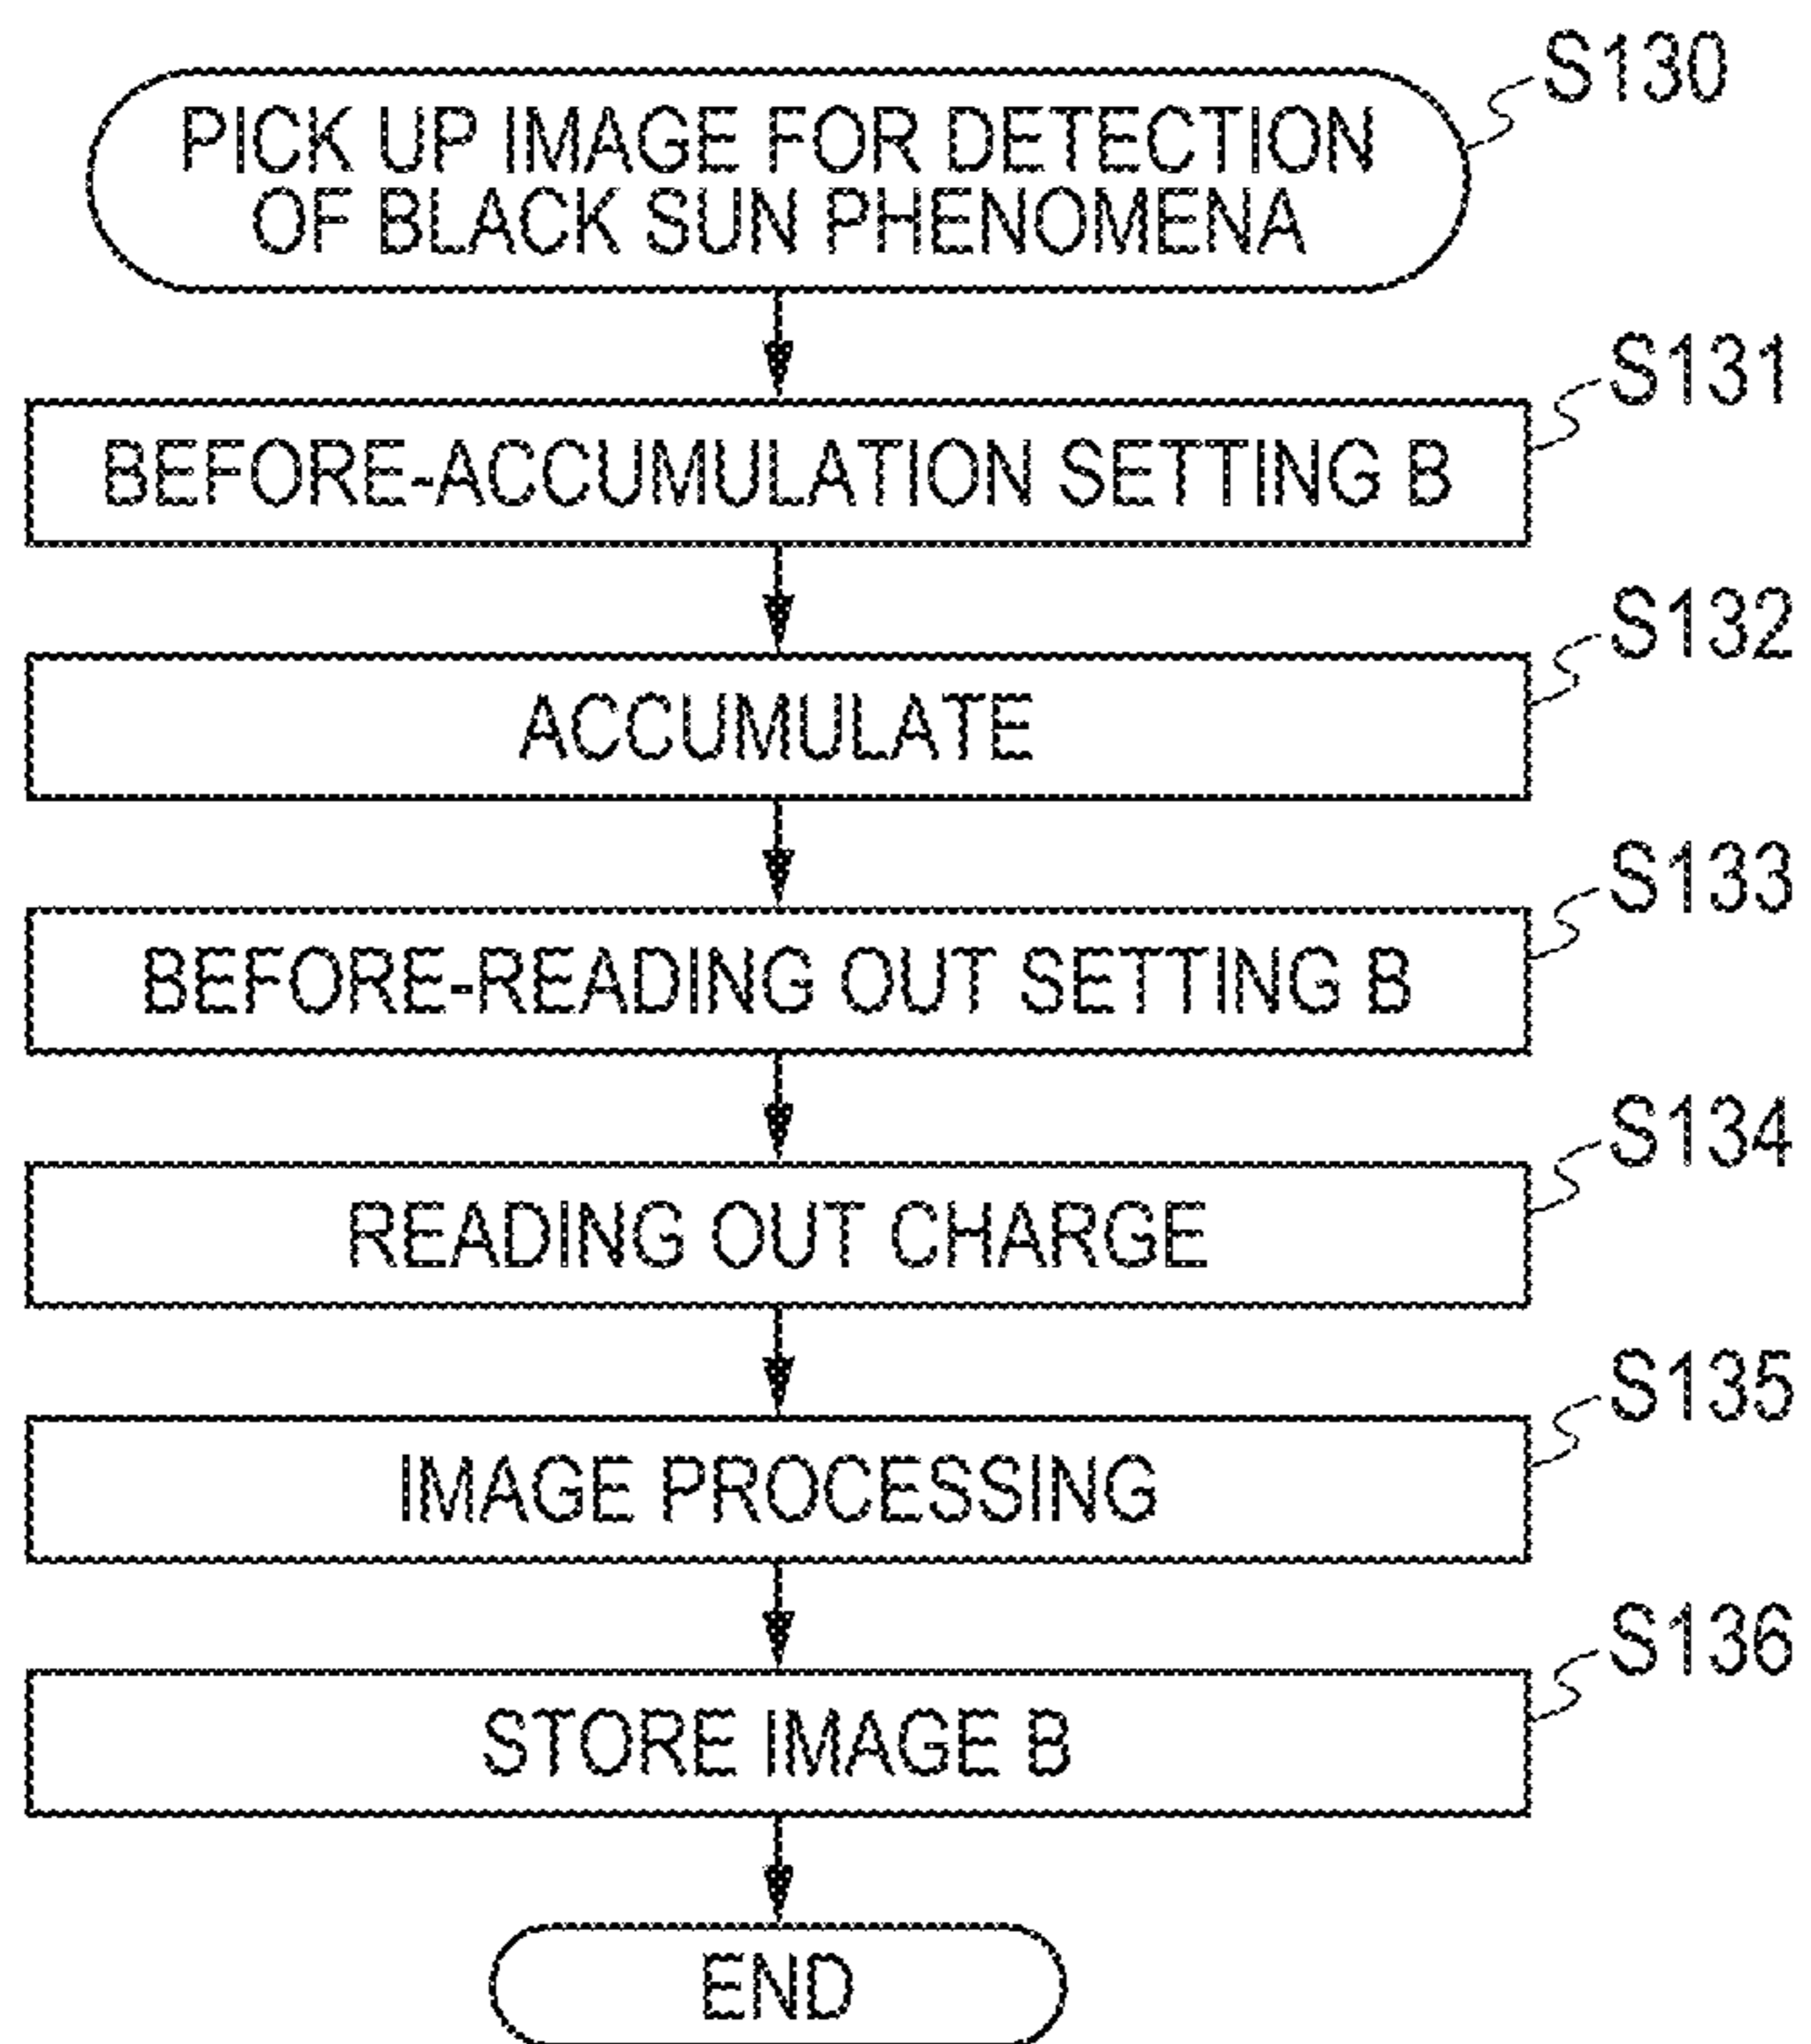 S130
PICK UP IMAGE FOR DETECTION
OF BLACK SUN PHENOMENA
S131
BEFORE-ACCUMULATION SETTING B
S132
ACCUMULATE
S133
BEFORE-READING OUT SETTING B
S134
READING OUT CHARGE
S135
IMAGE PROCESSING
S136
STORE IMAGE B
END